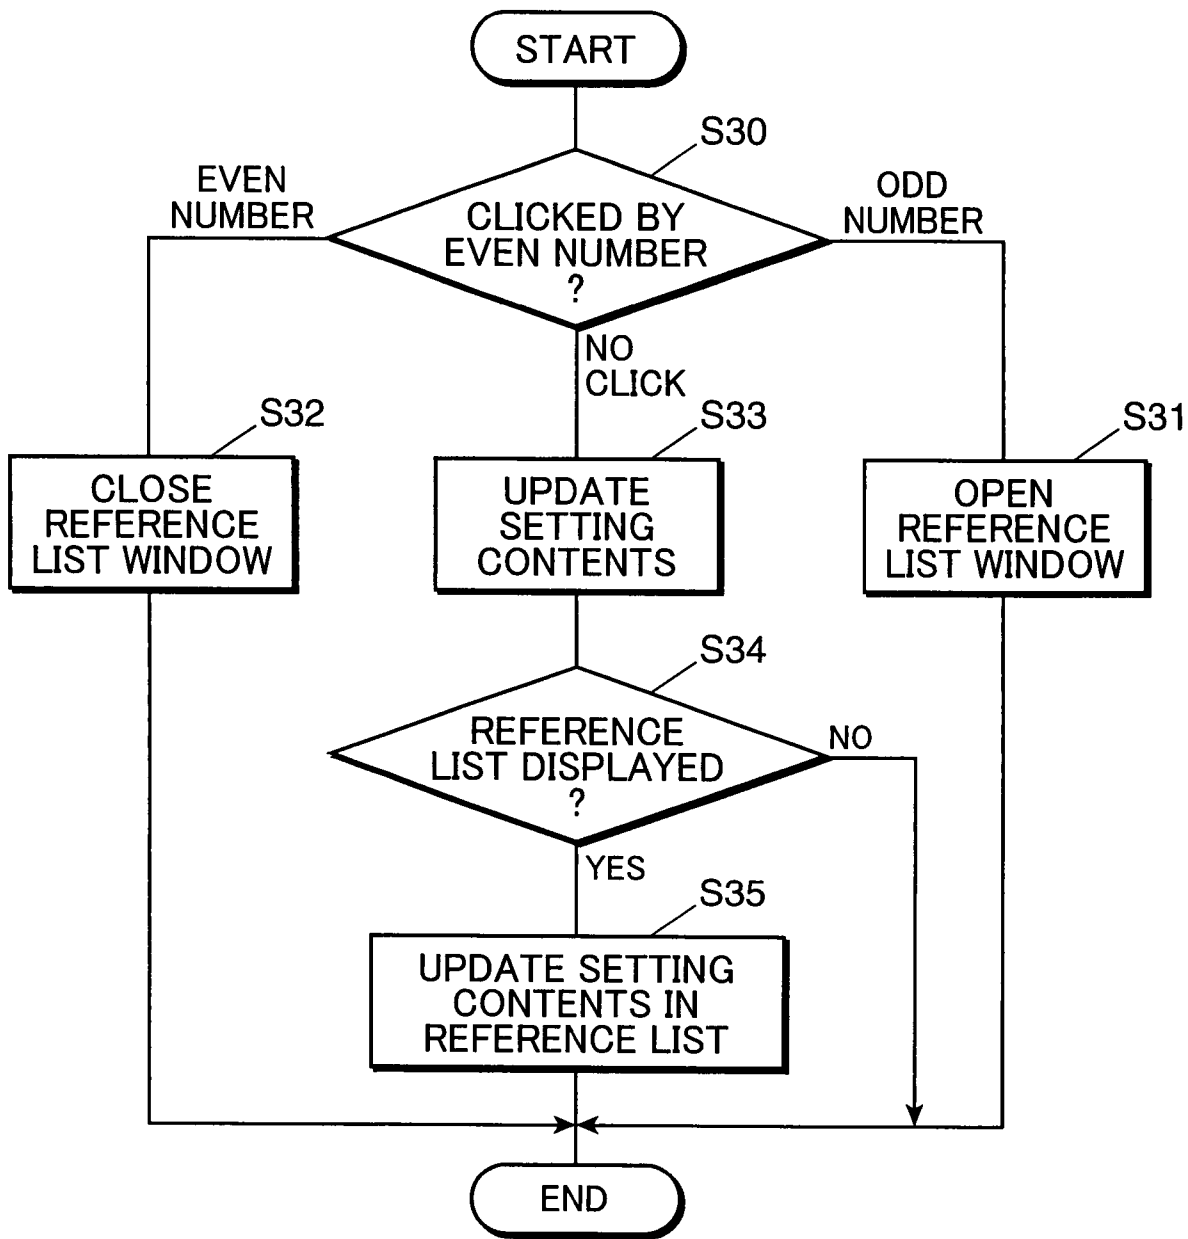 START
S30
EVEN
NUMBER
ODD
NUMBER
CLICKED BY
EVEN NUMBER
?
NO
CLICK
S32
S33
S31
CLOSE
REFERENCE
LIST WINDOW
UPDATE
SETTING
CONTENTS
OPEN
REFERENCE
LIST WINDOW
S34
REFERENCE
LIST DISPLAYED
?
NO
YES
S35
UPDATE SETTING
CONTENTS IN
REFERENCE LIST
END